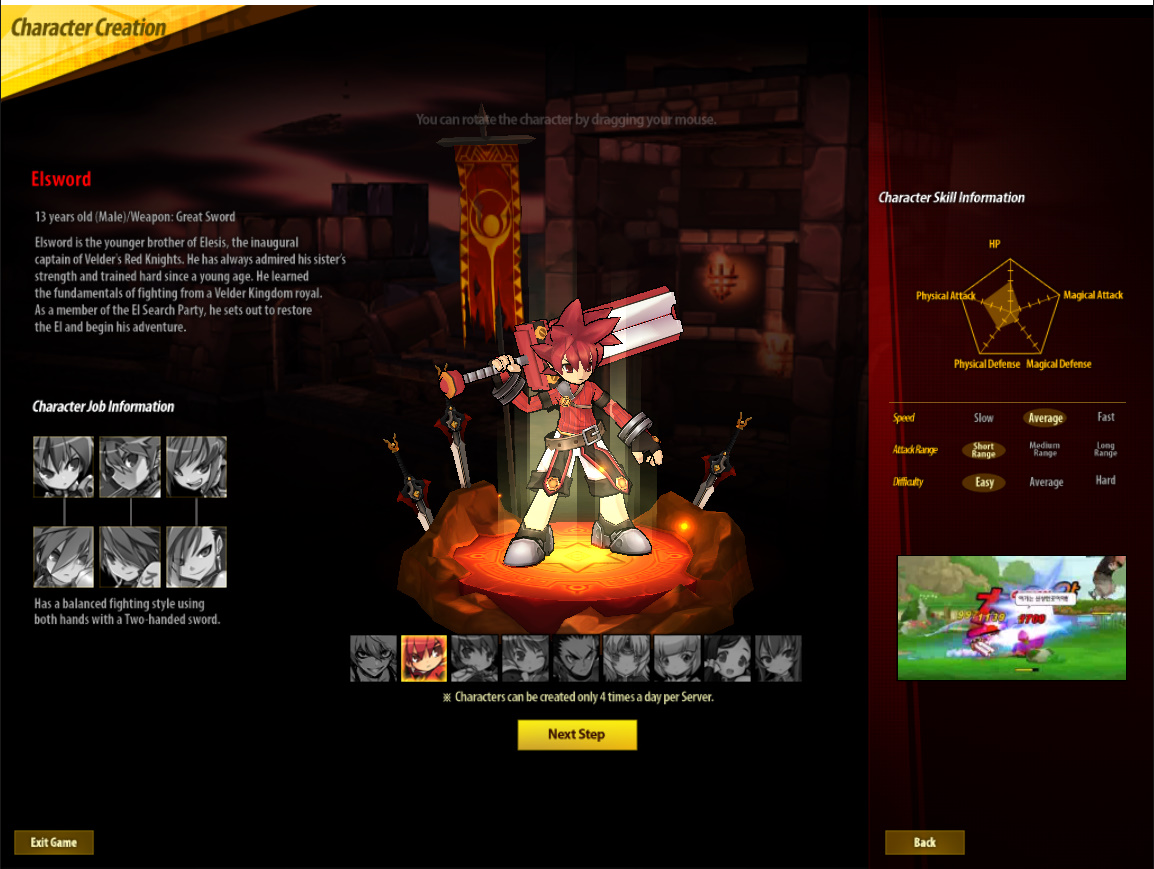 Character Creation
You can rotate the character by dragging your mouse.
Elsword
13 years old (Male)/Weapon: Great Sword
Elsword is the younger brother of Elesis, the inaugural
captain of Velder's Red Knights. He has always admired his sister's
strength and trained hard since a young age. He learned
the fundamentals of fighting from a Velder Kingdom royal.
As a member of the El Search Party, he sets out to restore
the El and begin his adventure.
Character Job Information
Has a balanced fighting style using
both hands with a Two-handed sword.
※ Characters can be created only 4 times a day per Server.
Next Step
Exit Game
Character Skill Information
HP
Physical Attack
Magical Attack
Physical Defense
Magical Defense
Speed
Slow
Average
Fast
Attack Range
Short
Range
Medium
Range
Long
Range
Difficulty
Easy
Average
Hard
Back